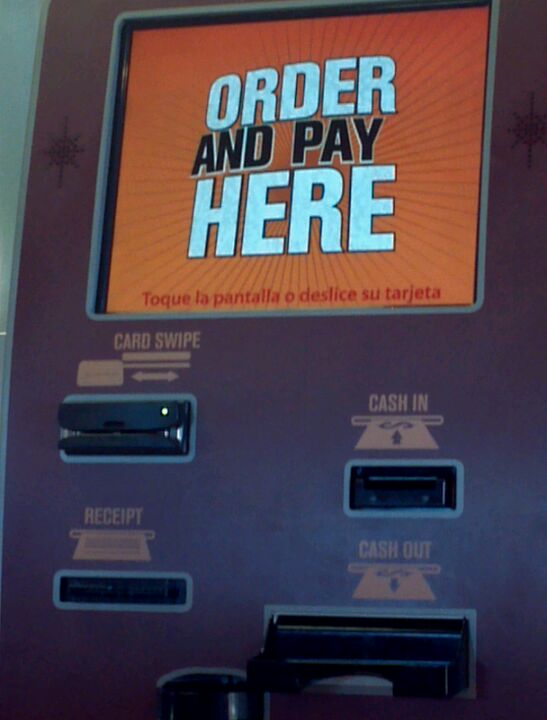 ORDER
AND PAY
HERE
Toque la pantalla o deslice su tarjeta
CARD SWIPE
CASH IN
RECEIPT
CASH OUT